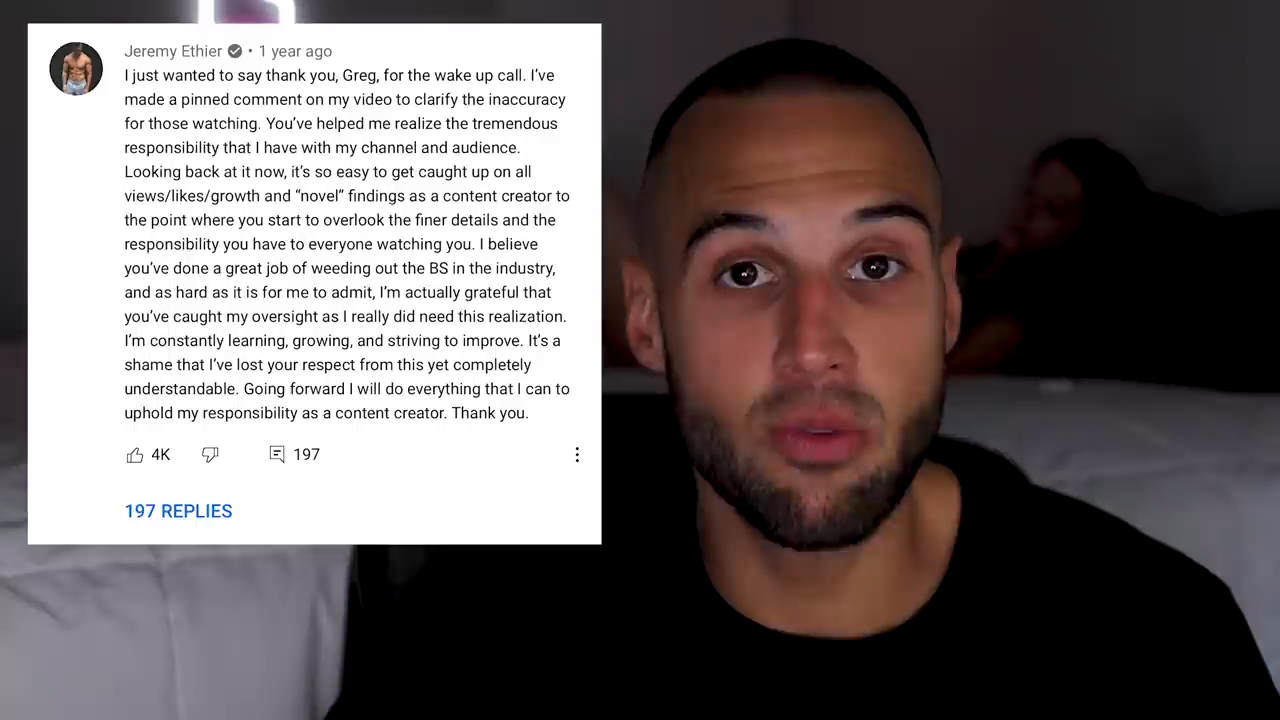 Jeremy Ethier • 1 year ago
I just wanted to say thank you, Greg, for the wake up call. I've
made a pinned comment on my video to clarify the inaccuracy
for those watching. You've helped me realize the tremendous
responsibility that I have with my channel and audience.
Looking back at it now, it's so easy to get caught up on all
views/likes/growth and “novel” findings as a content creator to
the point where you start to overlook the finer details and the
responsibility you have to everyone watching you. I believe
you've done a great job of weeding out the BS in the industry,
and as hard as it is for me to admit, I'm actually grateful that
you've caught my oversight as I really did need this realization.
I'm constantly learning, growing, and striving to improve. It's a
shame that I've lost your respect from this yet completely
understandable. Going forward I will do everything that I can to
uphold my responsibility as a content creator. Thank you.
4K 197
197 REPLIES